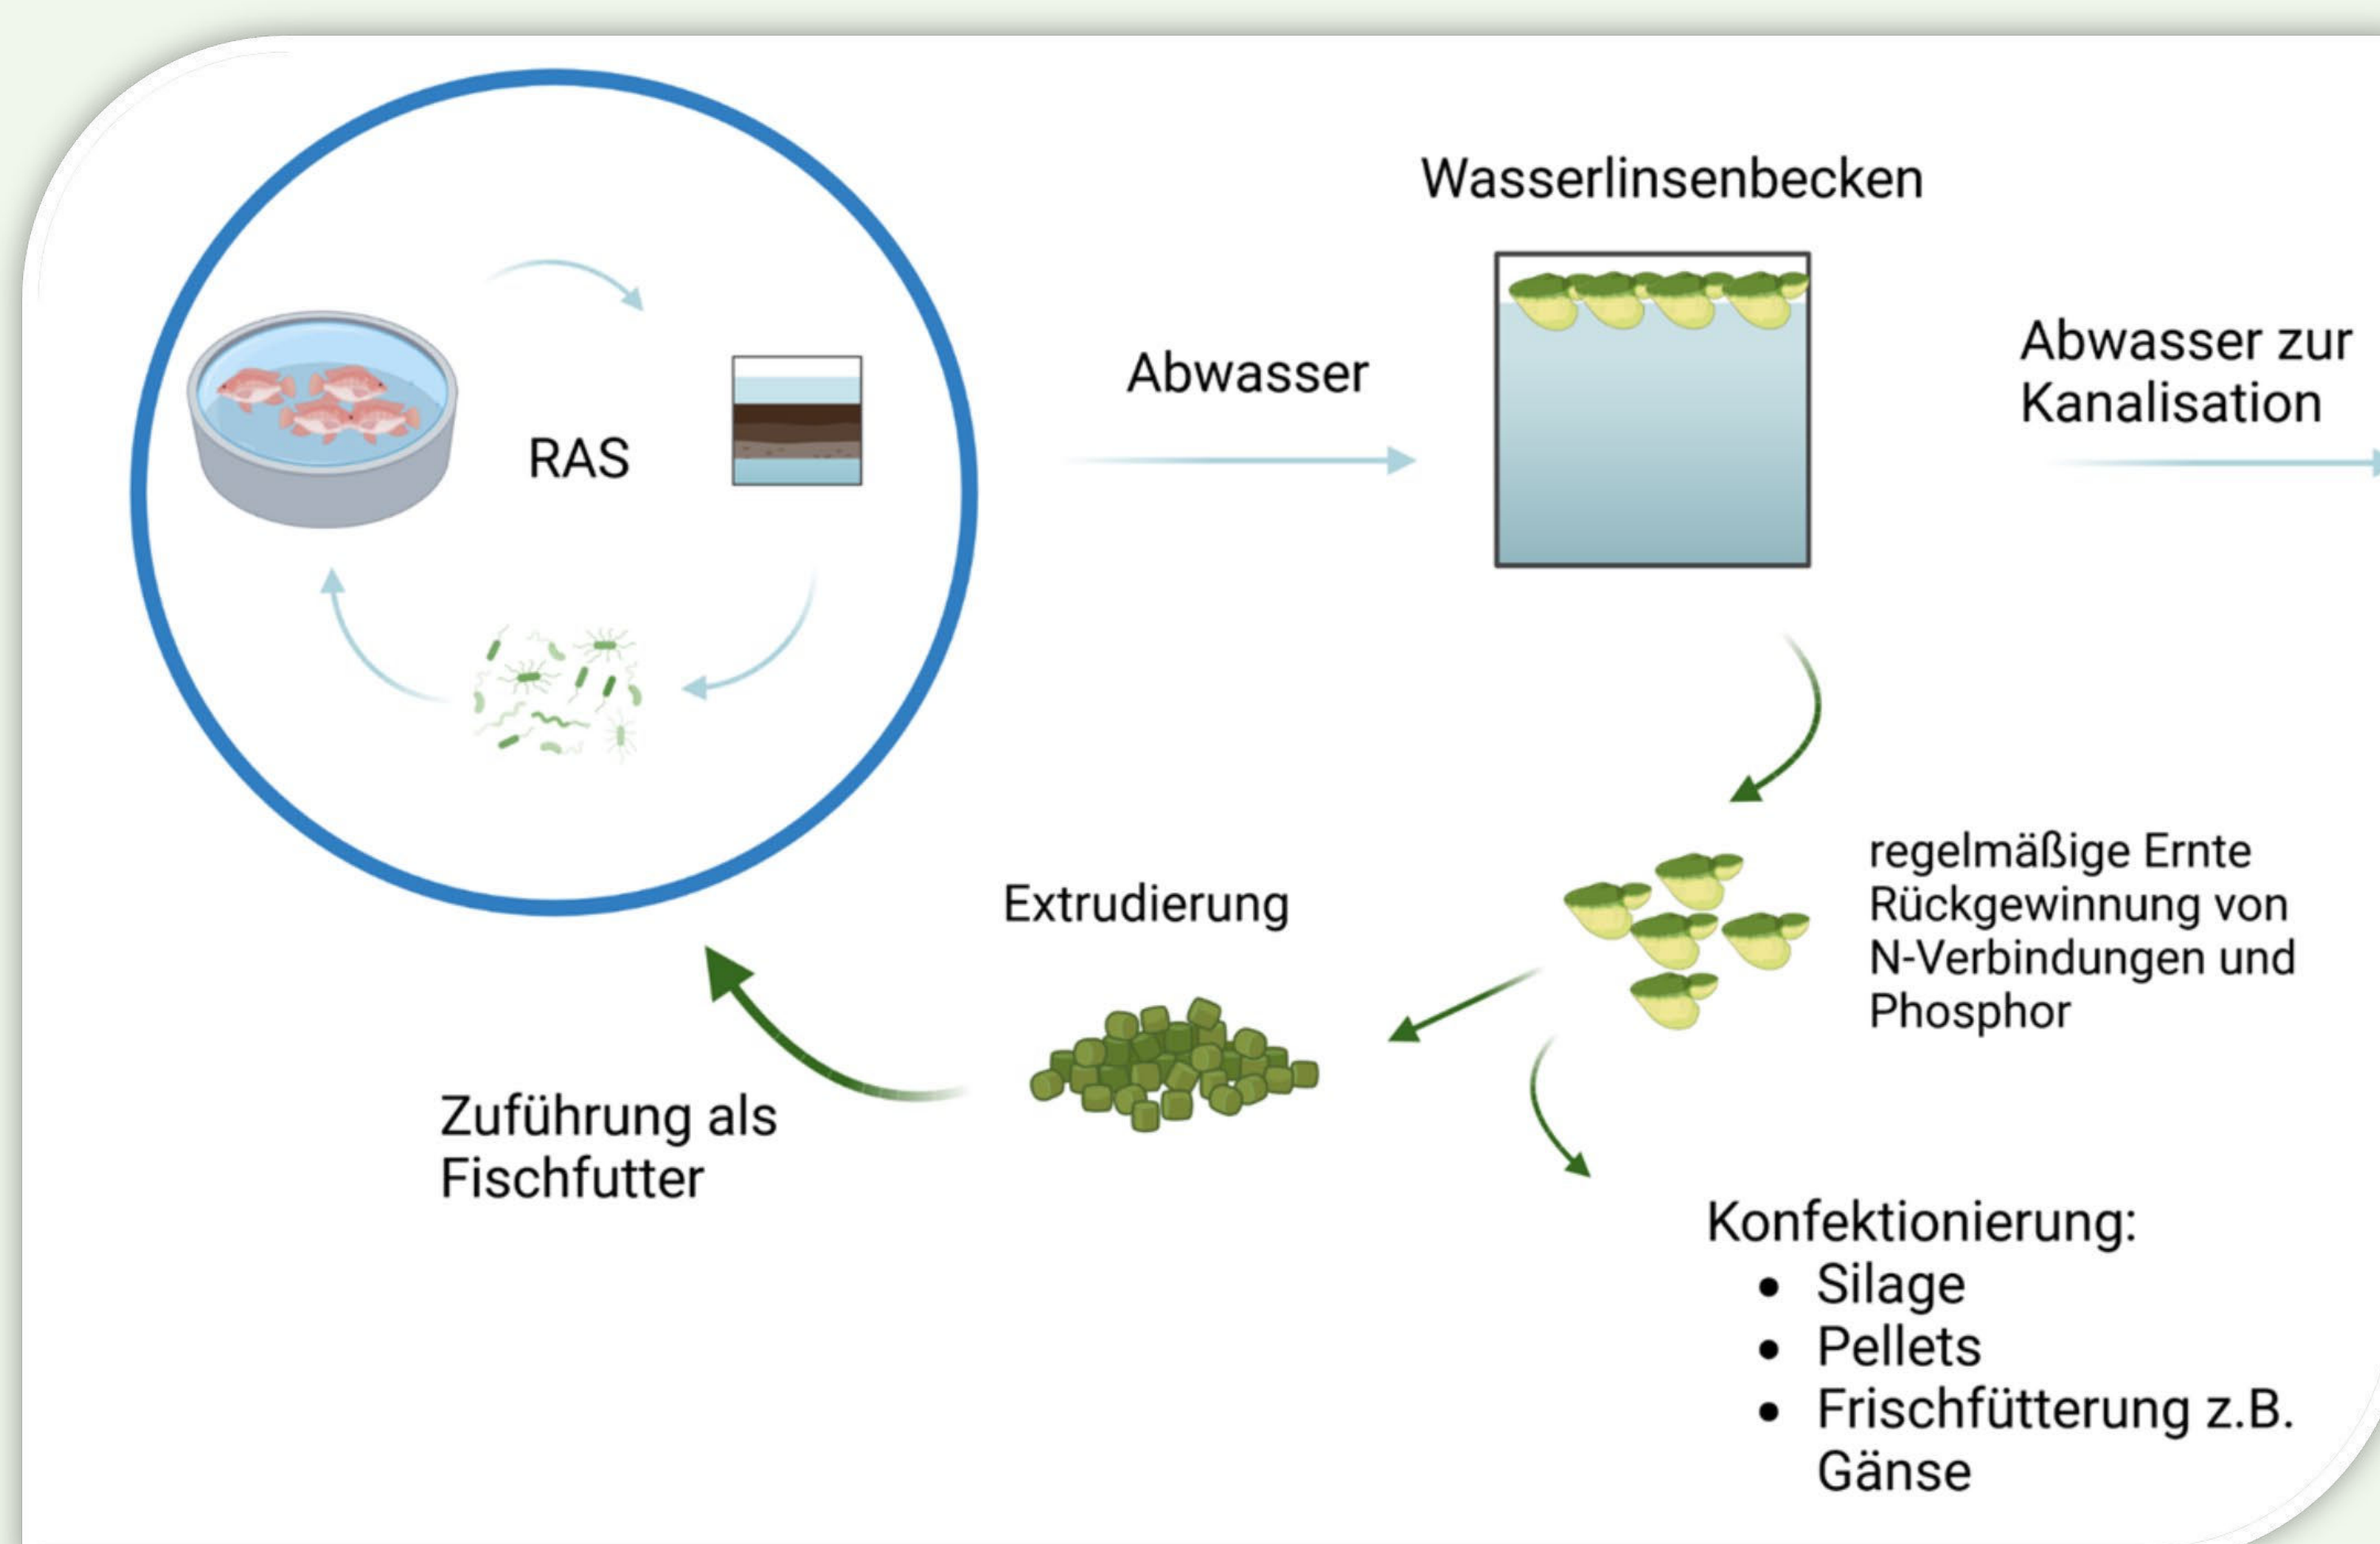 Wasserlinsenbecken
Abwasser zur
Kanalisation
Abwasser
RAS
regelmäßige Ernte
Rückgewinnung von
N-Verbindungen und
Phosphor
Extrudierung
Zuführung als
Fischfutter
Konfektionierung:
• Silage
• Pellets
• Frischfütterung z.B.
Gänse